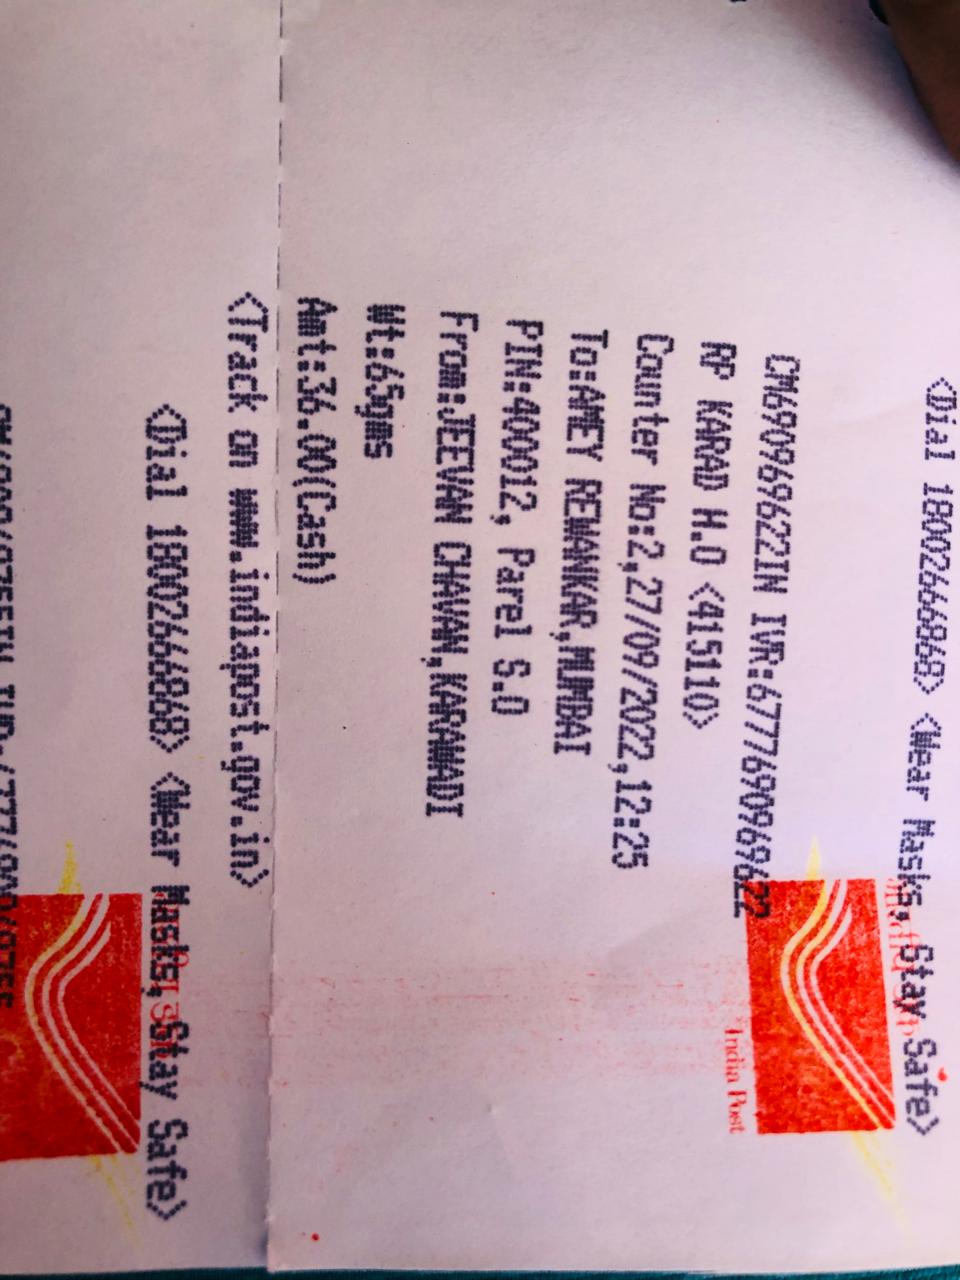 <Dial 18002666868> <Wear Masks, Stay Safe>
CM690969622IN IVR:6777690969622
RP KARAD H.O <415110>
India Post
Counter No:2,27/09/2022,12:25
To:AMEY REWANKAR,MUMBAI
PIN:400012, Parel S.O
From:JEEVAN CHAVAN,KARAWADI
Wt:65gms
Amt:36.00(Cash)
<Track on www.indiapost.gov.in>
<Dial 18002666868> <Wear Masks, Stay Safe>